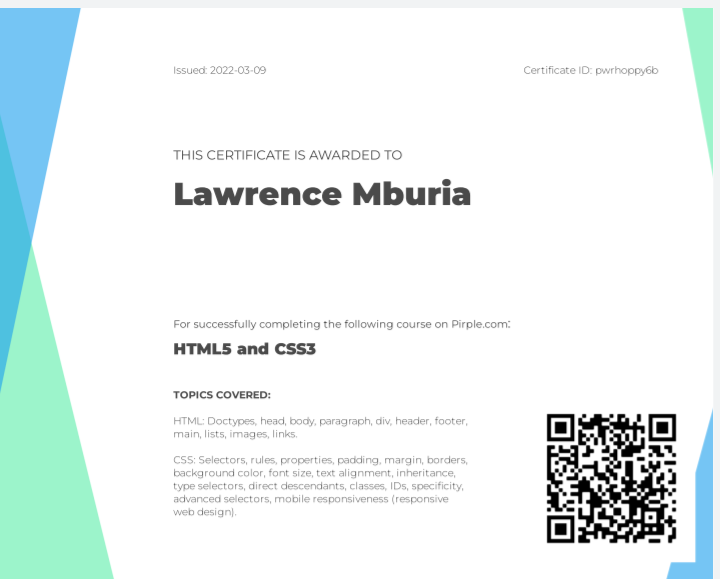 Issued: 2022-03-09
Certificate ID: pwrhoppy6b
THIS CERTIFICATE IS AWARDED TO
Lawrence Mburia
For successfully completing the following course on Pirple.com:
HTML5 and CSS3
TOPICS COVERED:
HTML: Doctypes, head, body, paragraph, div, header, footer,
main, lists, images, links.
CSS: Selectors, rules, properties, padding, margin, borders,
background color, font size, text alignment, inheritance,
type selectors, direct descendants, classes, IDs, specificity,
advanced selectors, mobile responsiveness (responsive
web design).